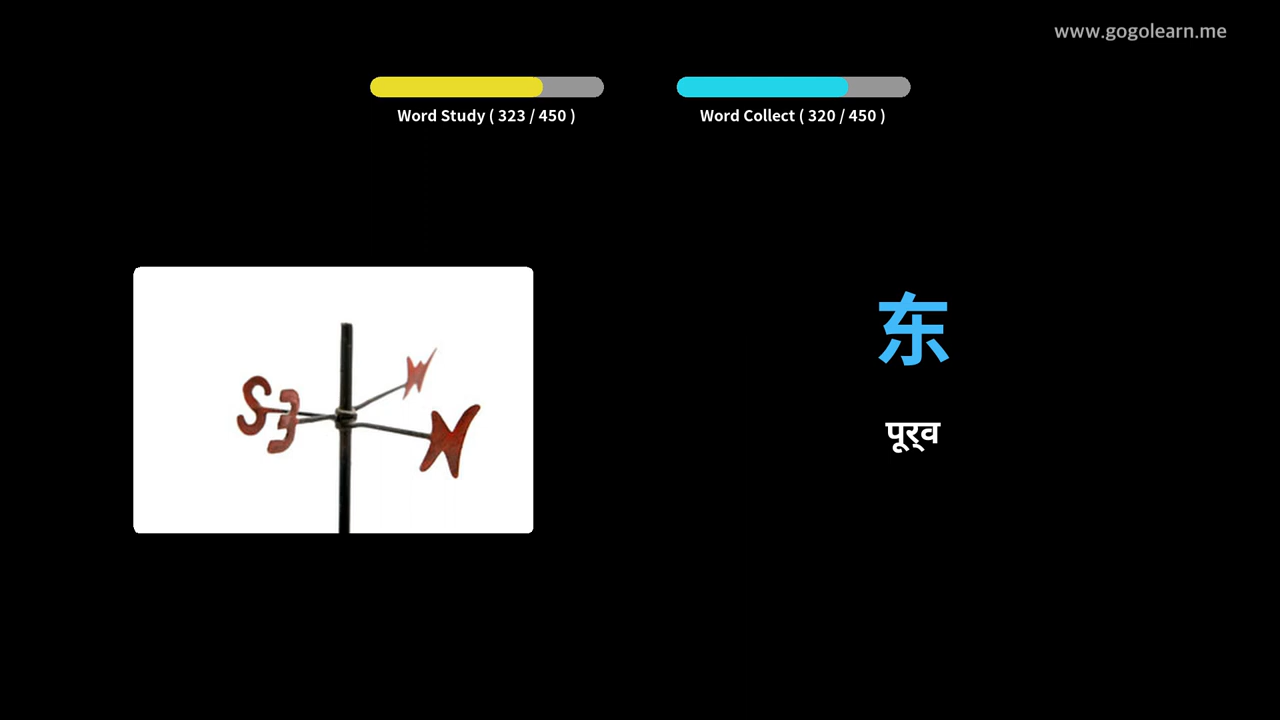 www.gogolearn.me
Word Study ( 323 / 450 )
Word Collect ( 320 / 450 )
S E N
东
पूर्व